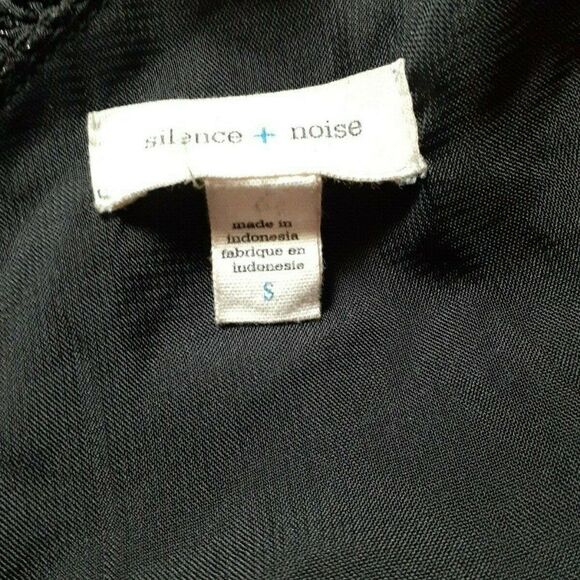 silence + noise
made in
indonesia
fabrique en
indonesie
S